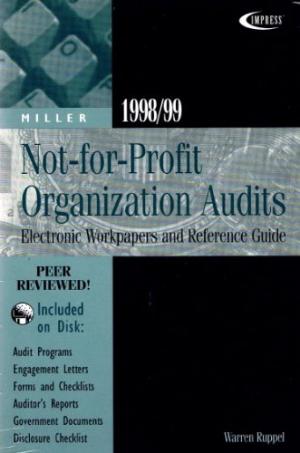 IMPRESS
MILLER
1998/99
Not-for-Profit
Organization Audits
Electronic Workpapers and Reference Guide
PEER
REVIEWED!
Included
on Disk:
Audit Programs
Engagement Letters
Forms and Checklists
Auditor's Reports
Government Documents
Disclosure Checklist
Warren Ruppel